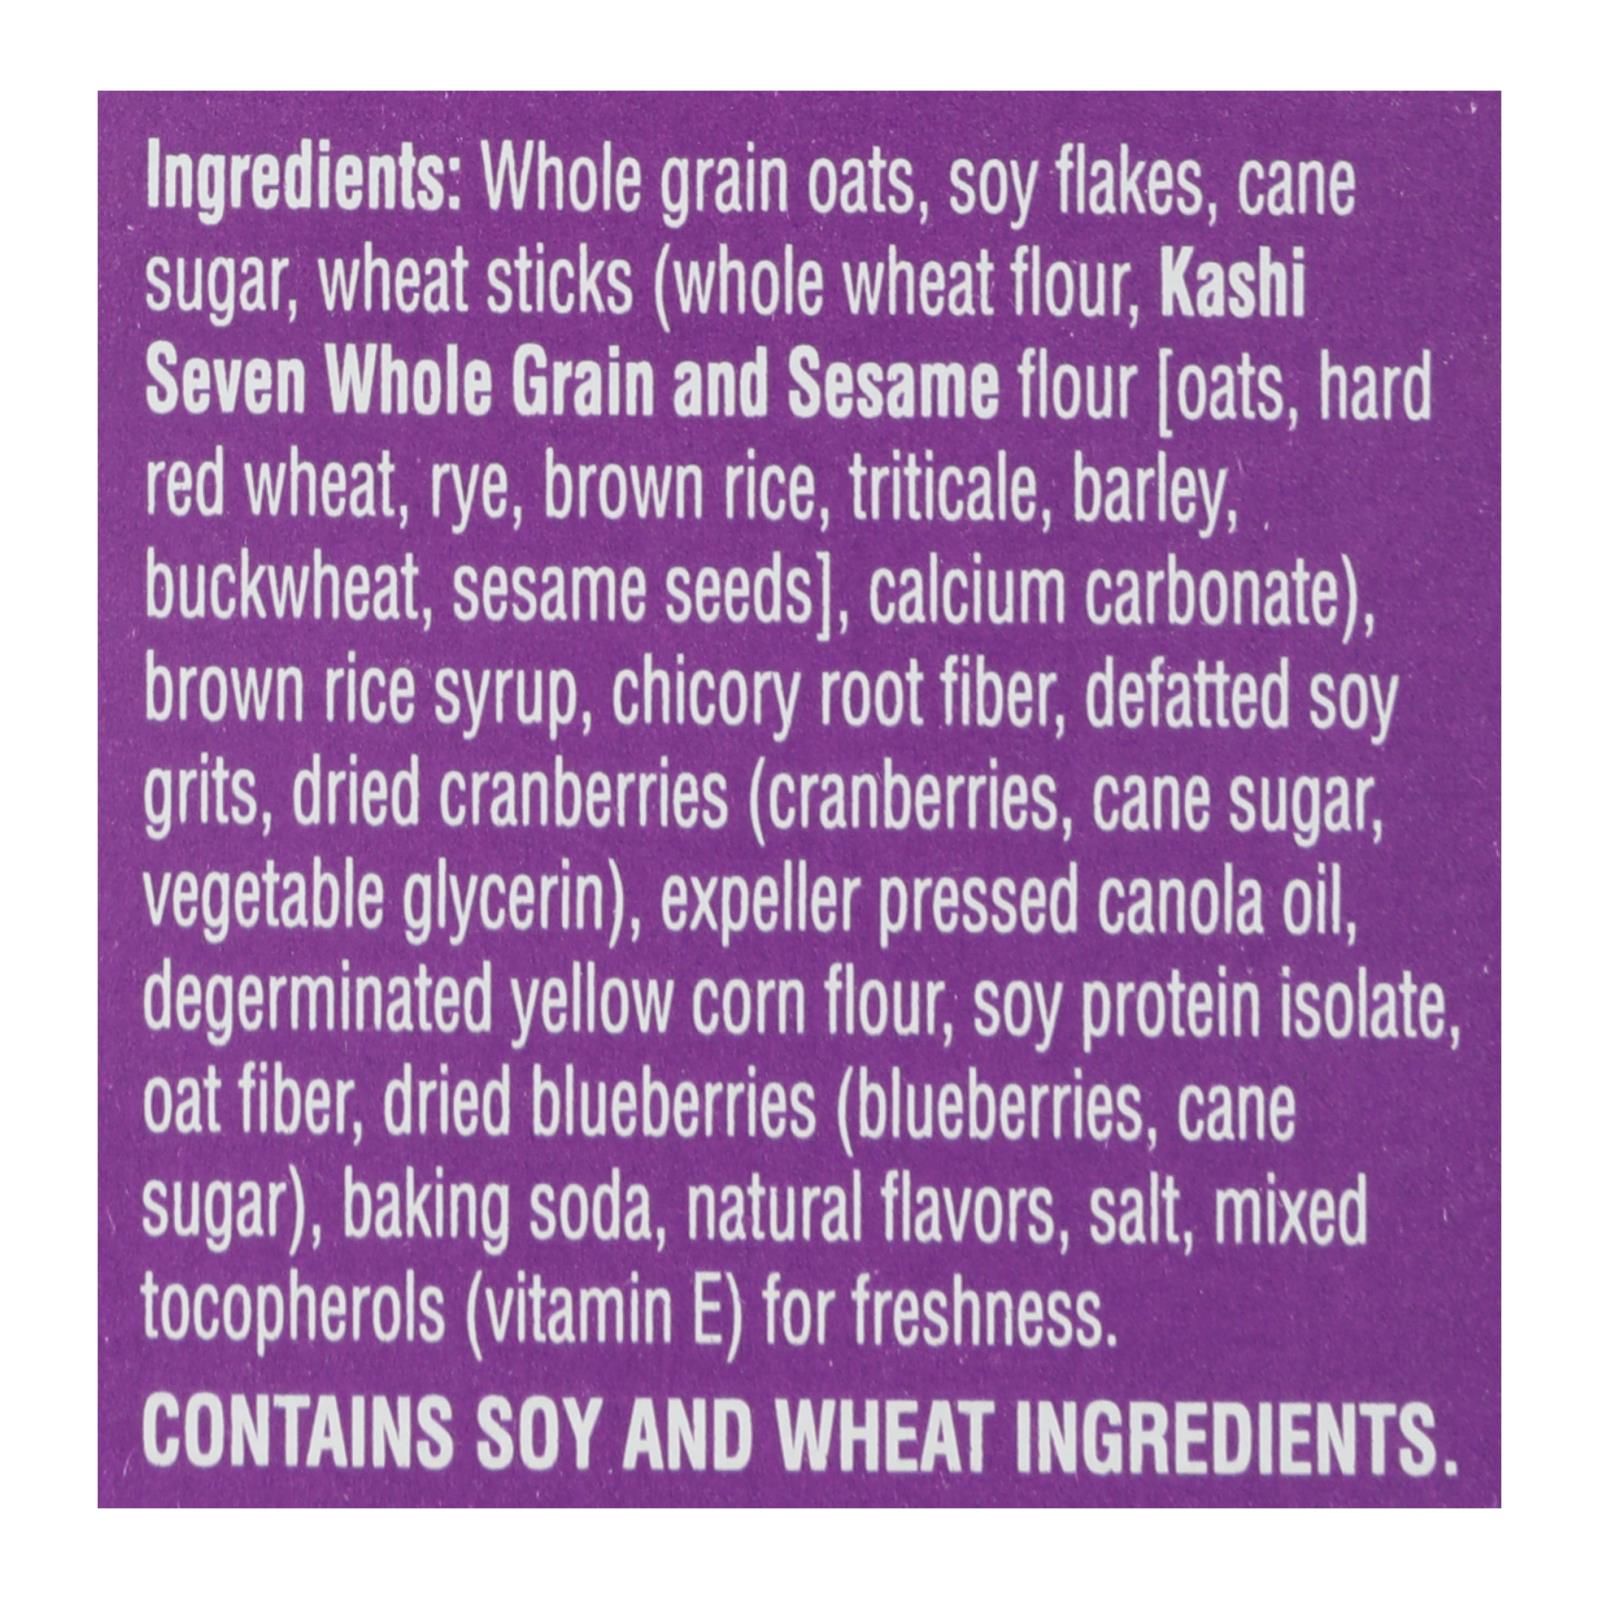 Ingredients: Whole grain oats, soy flakes, cane
sugar, wheat sticks (whole wheat flour, Kashi
Seven Whole Grain and Sesame flour [oats, hard
red wheat, rye, brown rice, triticale, barley,
buckwheat, sesame seeds], calcium carbonate),
brown rice syrup, chicory root fiber, defatted soy
grits, dried cranberries (cranberries, cane sugar,
vegetable glycerin), expeller pressed canola oil,
degerminated yellow corn flour, soy protein isolate,
oat fiber, dried blueberries (blueberries, cane
sugar), baking soda, natural flavors, salt, mixed
tocopherols (vitamin E) for freshness.
CONTAINS SOY AND WHEAT INGREDIENTS.